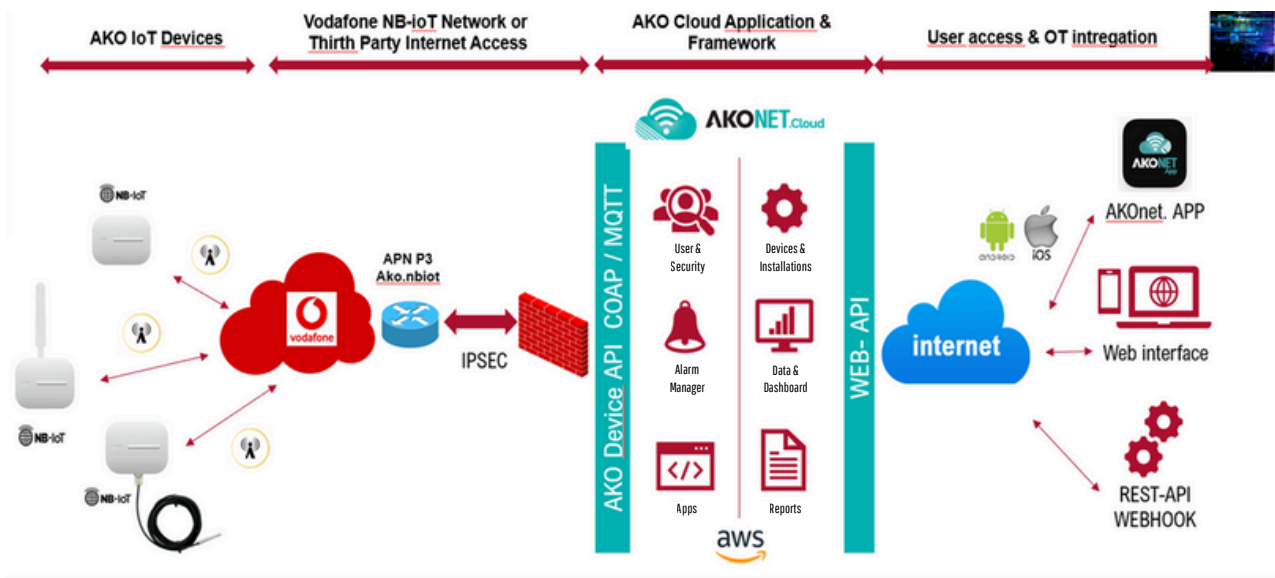 AKO IoT Devices
Vodafone NB-ioT Network or
Thirth Party Internet Access
AKO Cloud Application &
Framework
User access & OT intregation
AKONET.Cloud
NB-IoT
NB-IoT
NB-IoT
vodafone
APN P3
Ako.nbiot
IPSEC
AKO Device API COAP / MQTT
User &
Security
Devices &
Installations
Alarm
Manager
Data &
Dashboard
Apps
Reports
aws
WEB- API
internet
ANDROID
iOS
AKONET
App
AKOnet. APP
Web interface
REST-API
WEBHOOK